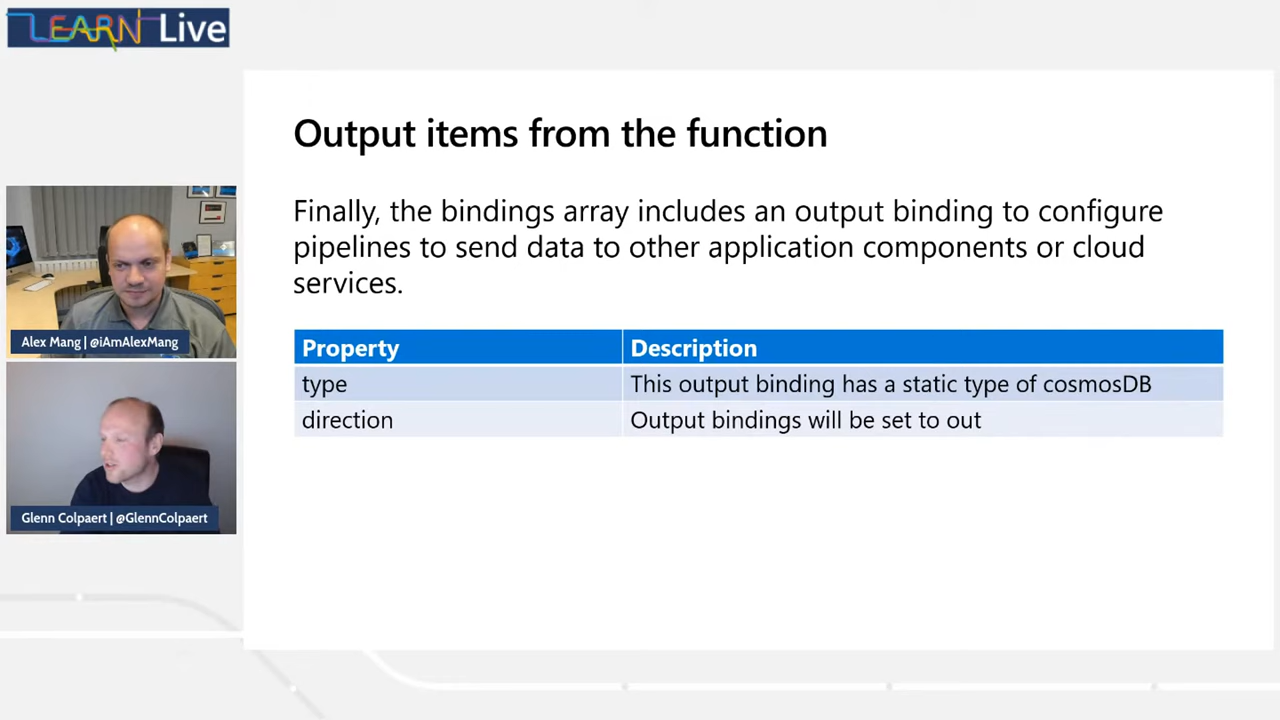 LEARN Live
Output items from the function
Finally, the bindings array includes an output binding to configure
pipelines to send data to other application components or cloud
services.
Property Description
type This output binding has a static type of cosmosDB
direction Output bindings will be set to out
Alex Mang | @iAmAlexMang
Glenn Colpaert | @GlennColpaert